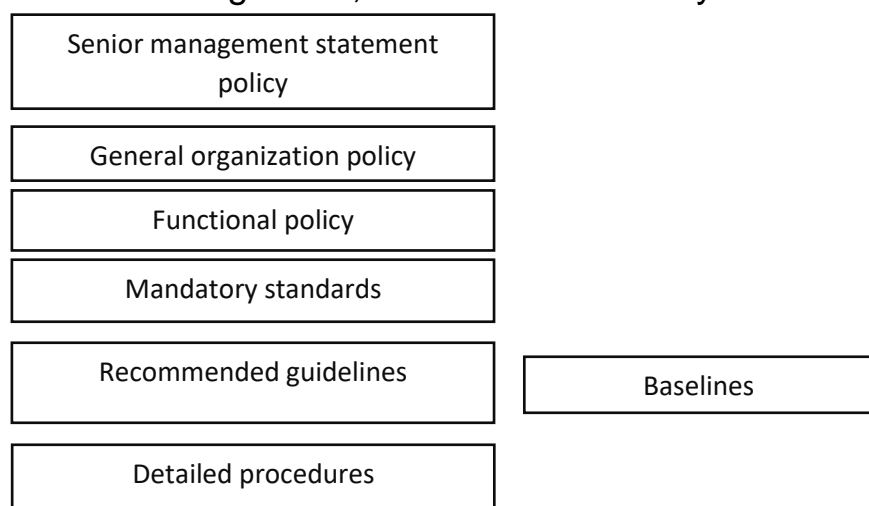 Senior management statement
policy
General organization policy
Functional policy
Mandatory standards
Recommended guidelines
Baselines
Detailed procedures